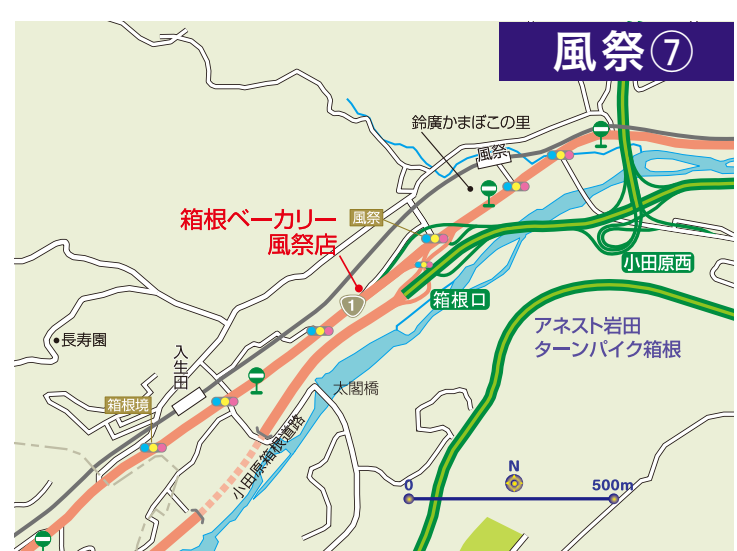 風祭⑦
鈴廣かまぼこの里
風祭
箱根ベーカリー
風祭店
風祭
小田原西
箱根口
1
アネスト岩田
ターンパイク箱根
長寿園
入生田
太閣橋
箱根境
小田原箱根道路
N
0
500m